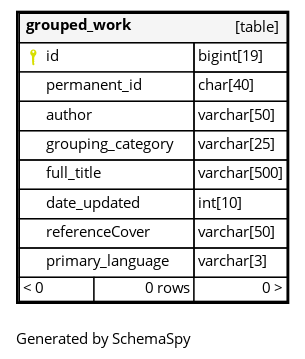 grouped_work [table]
id bigint[19]
permanent_id char[40]
author varchar[50]
grouping_category varchar[25]
full_title varchar[500]
date_updated int[10]
referenceCover varchar[50]
primary_language varchar[3]
< 0 0 rows 0 >
Generated by SchemaSpy